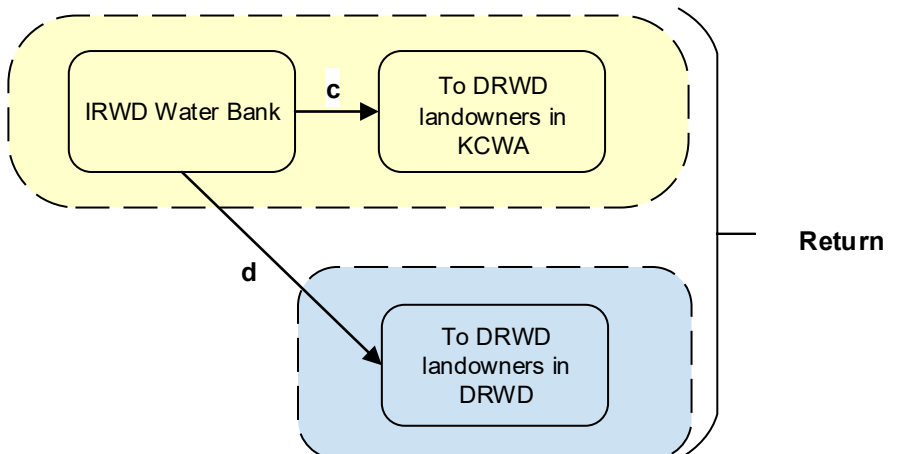 IRWD Water Bank
c
To DRWD
landowners in
KCWA
Return
d
To DRWD
landowners in
DRWD